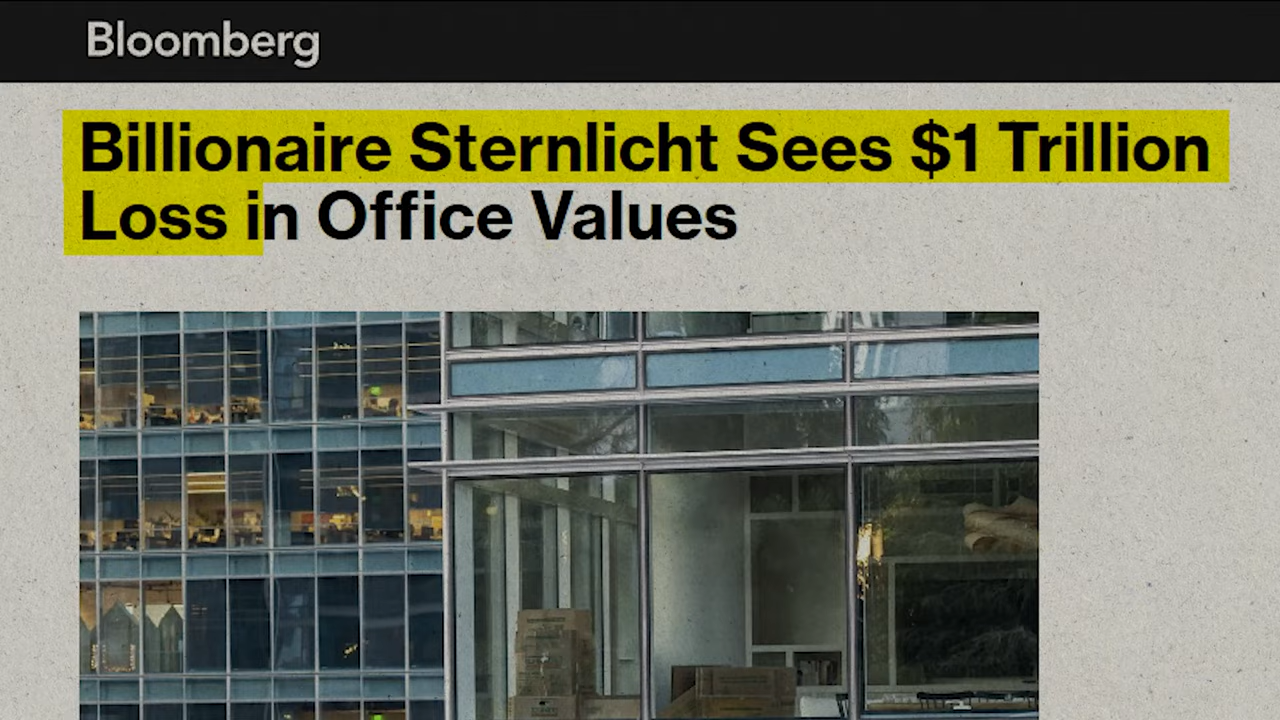 Bloomberg
Billionaire Sternlicht Sees $1 Trillion
Loss in Office Values